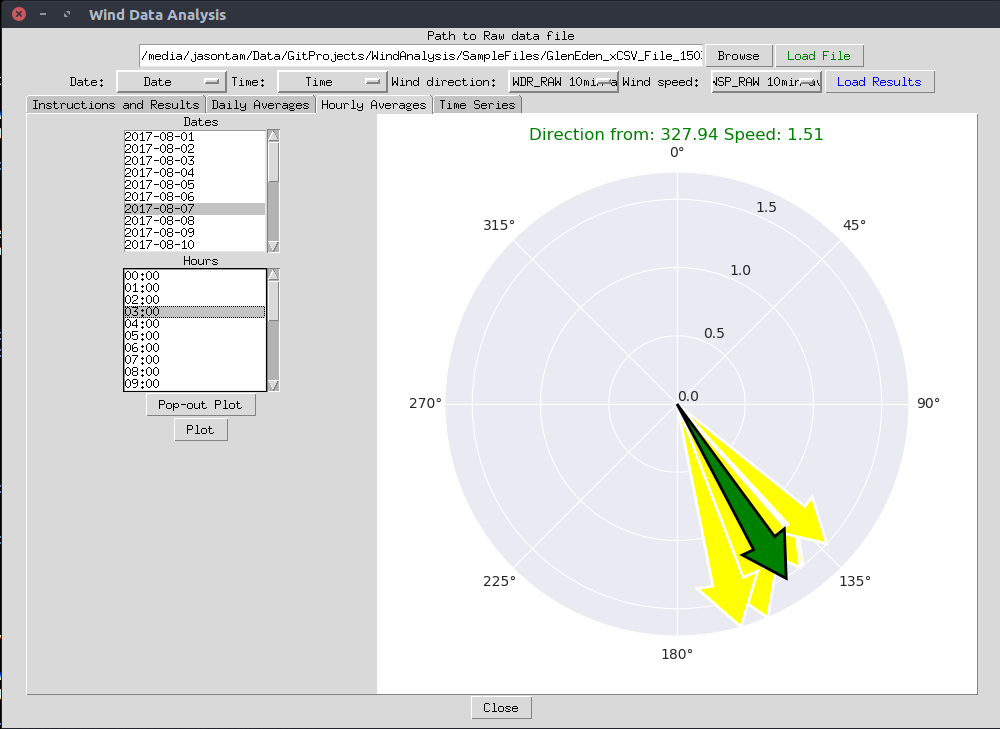 Wind Data Analysis
Path to Raw data file
/media/jasontam/Data/GitProjects/WindAnalysis/SampleFiles/GlenEden_xCSV_File_150 Browse Load File
Date: Date Time: Time Wind direction: WDR_RAW 10min Wind speed: WSP_RAW 10min Load Results
Instructions and Results Daily Averages Hourly Averages Time Series
Dates
2017-08-01
2017-08-02
2017-08-03
2017-08-04
2017-08-05
2017-08-06
2017-08-07
2017-08-08
2017-08-09
2017-08-10
Hours
00:00
01:00
02:00
03:00
04:00
05:00
06:00
07:00
08:00
09:00
Pop-out Plot
Plot
Direction from: 327.94 Speed: 1.51
0°
315°
45°
1.5
1.0
0.5
0.0
270°
90°
225°
135°
180°
Close